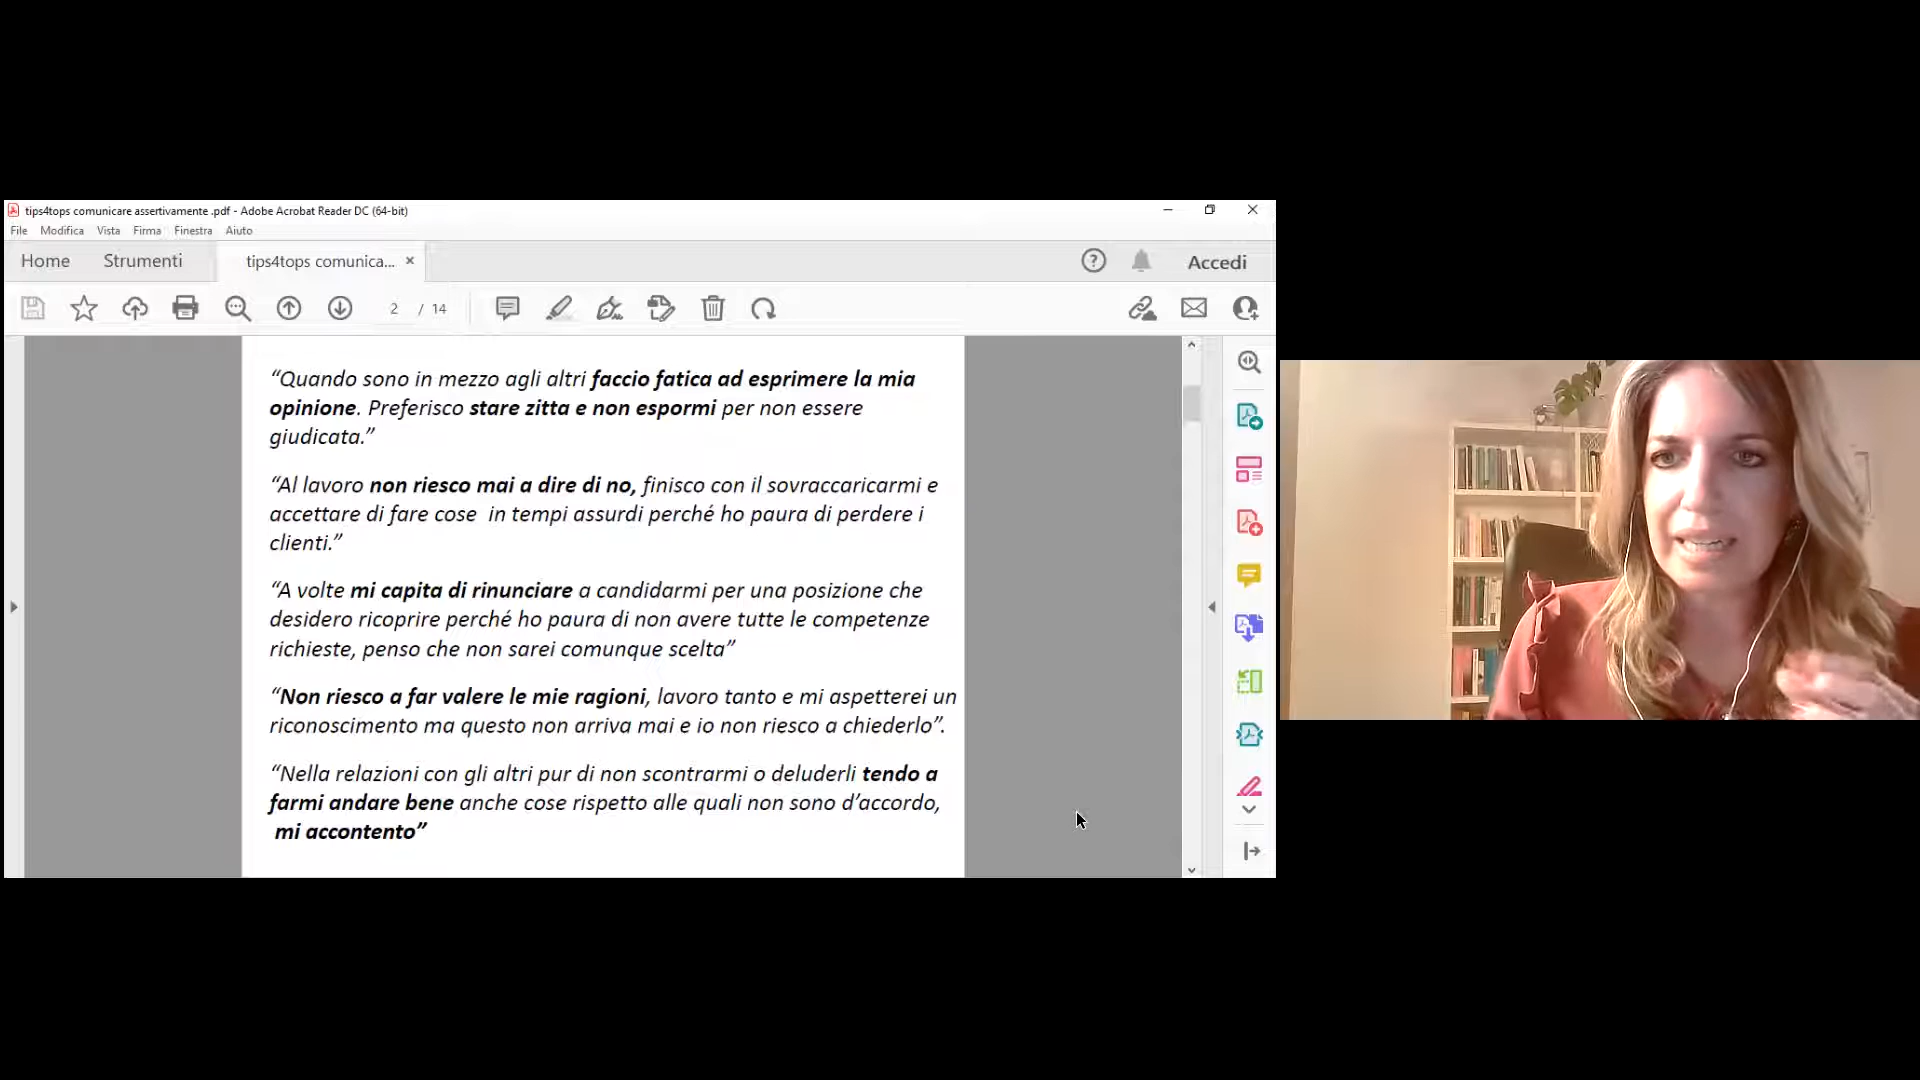 tips4tops comunicare assertivamente .pdf - Adobe Acrobat Reader DC (64-bit)
File Modifica Vista Firma Finestra Aiuto
Home Strumenti tips4tops comunica... Accedi
2 / 14
“Quando sono in mezzo agli altri faccio fatica ad esprimere la mia
opinione. Preferisco stare zitta e non espormi per non essere
giudicata.”
“Al lavoro non riesco mai a dire di no, finisco con il sovraccaricarmi e
accettare di fare cose  in tempi assurdi perché ho paura di perdere i
clienti.”
“A volte mi capita di rinunciare a candidarmi per una posizione che
desidero ricoprire perché ho paura di non avere tutte le competenze
richieste, penso che non sarei comunque scelta”
“Non riesco a far valere le mie ragioni, lavoro tanto e mi aspetterei un
riconoscimento ma questo non arriva mai e io non riesco a chiederlo”.
“Nella relazioni con gli altri pur di non scontrarmi o deluderli tendo a
farmi andare bene anche cose rispetto alle quali non sono d’accordo,
mi accontento”